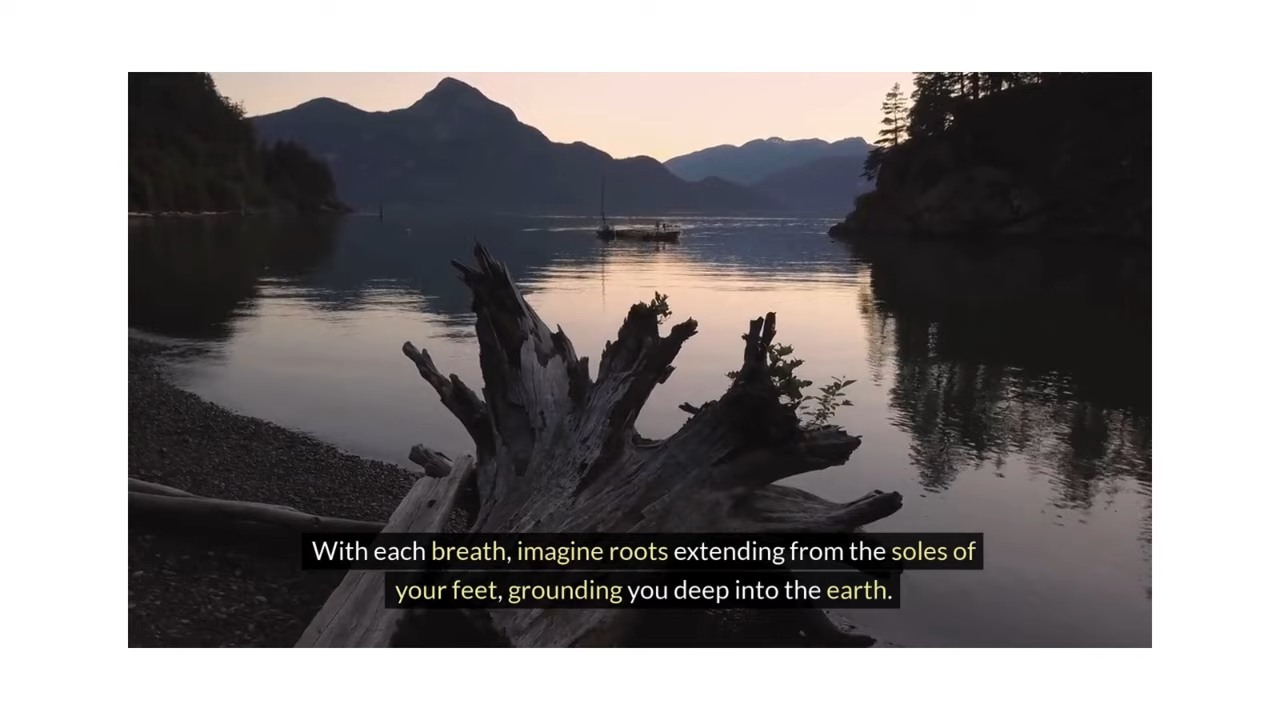 With each breath, imagine roots extending from the soles of
your feet, grounding you deep into the earth.